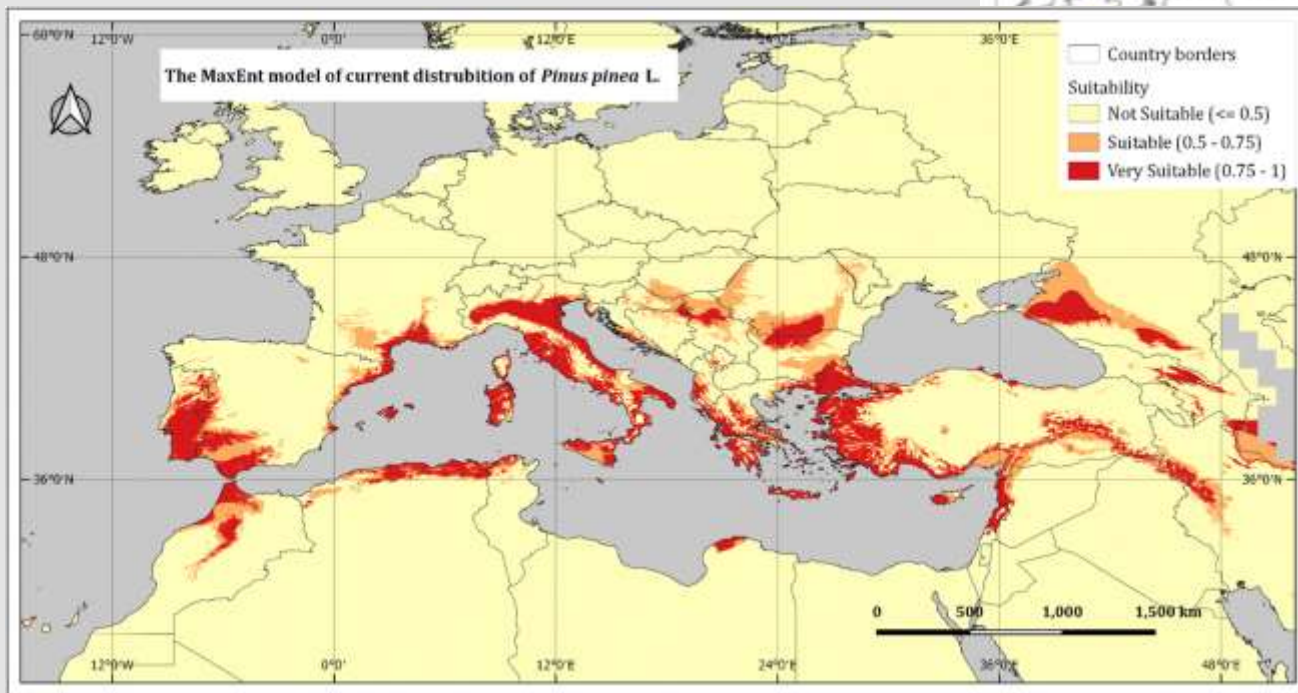 60°0'N
12°0'W
0°0'
12°0'E
24°0'E
36°0'E
The MaxEnt model of current distrubition of Pinus pinea L.
Country borders
Suitability
Not Suitable (<= 0.5)
Suitable (0.5 - 0.75)
Very Suitable (0.75 - 1)
48°0'N
48°0'N
36°0'N
36°0'N
0 500 1,000 1,500 km
12°0'W
0°0'
12°0'E
24°0'E
36°0'E
48°0'E